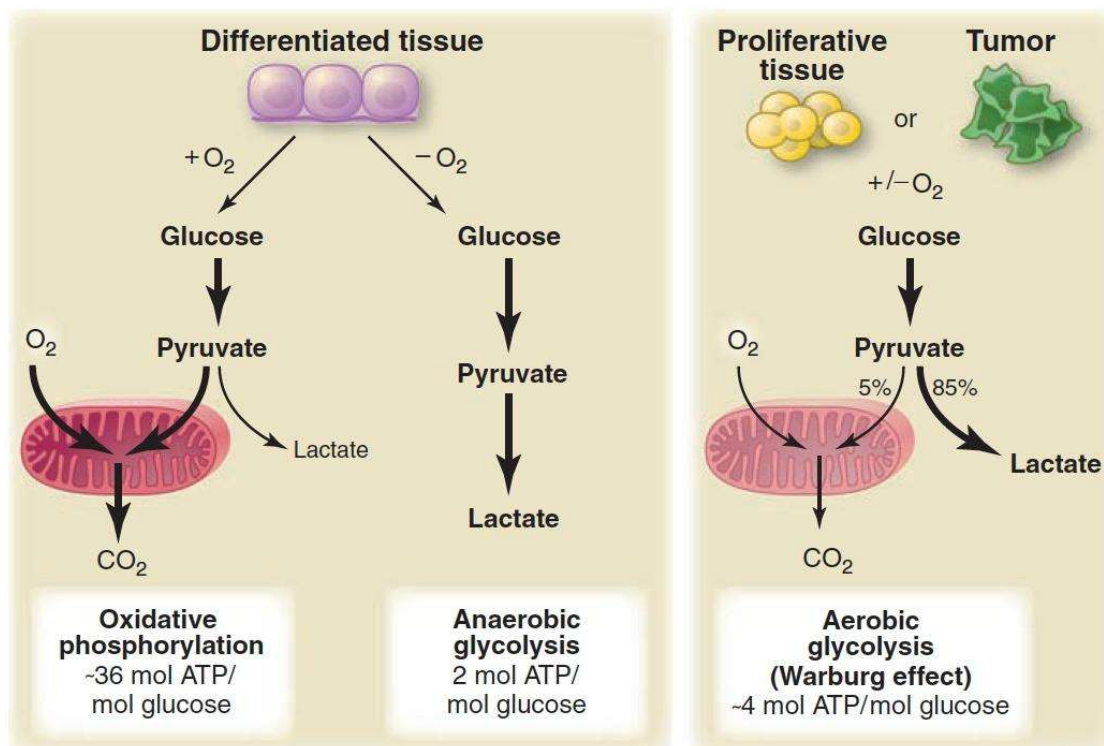 Differentiated tissue
+O₂
−O₂
Glucose
Glucose
O₂
Pyruvate
Pyruvate
Lactate
Lactate
CO₂
Oxidative
phosphorylation
~36 mol ATP/
mol glucose
Anaerobic
glycolysis
2 mol ATP/
mol glucose
Proliferative
tissue
or
Tumor
+/−O₂
Glucose
O₂
Pyruvate
5%
85%
Lactate
CO₂
Aerobic
glycolysis
(Warburg effect)
~4 mol ATP/mol glucose